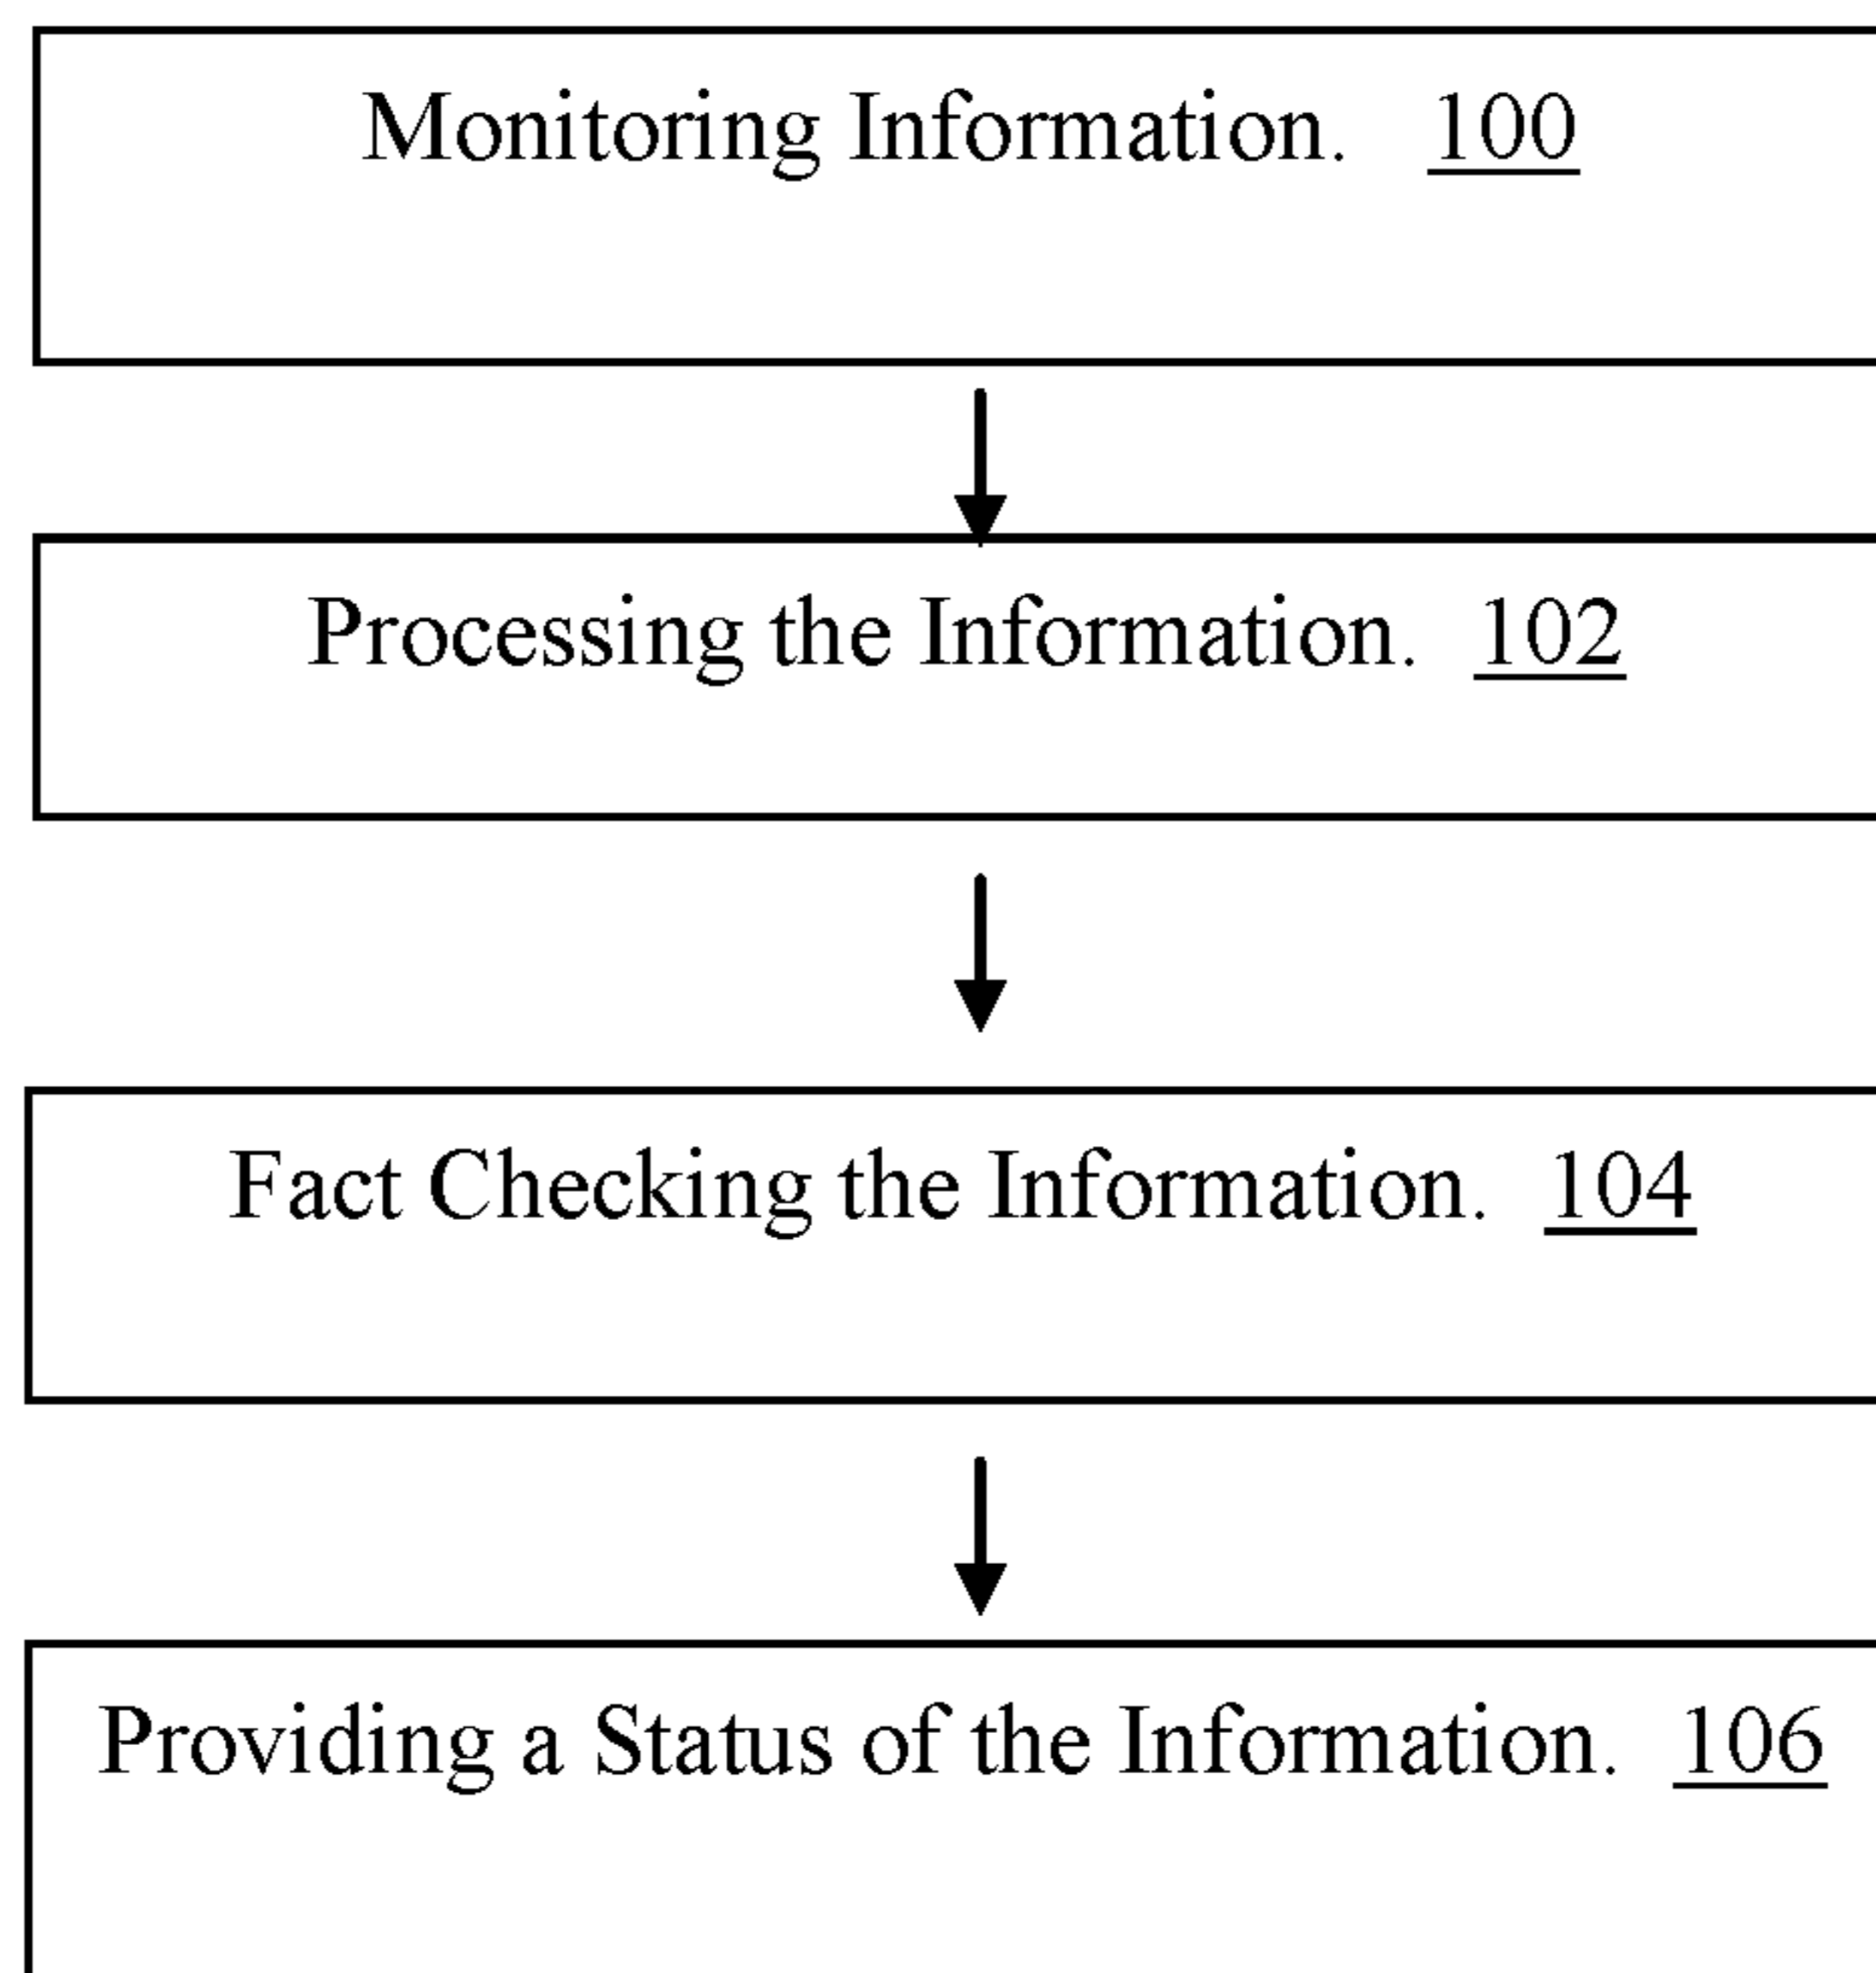 Monitoring Information. 100
Processing the Information. 102
Fact Checking the Information. 104
Providing a Status of the Information. 106